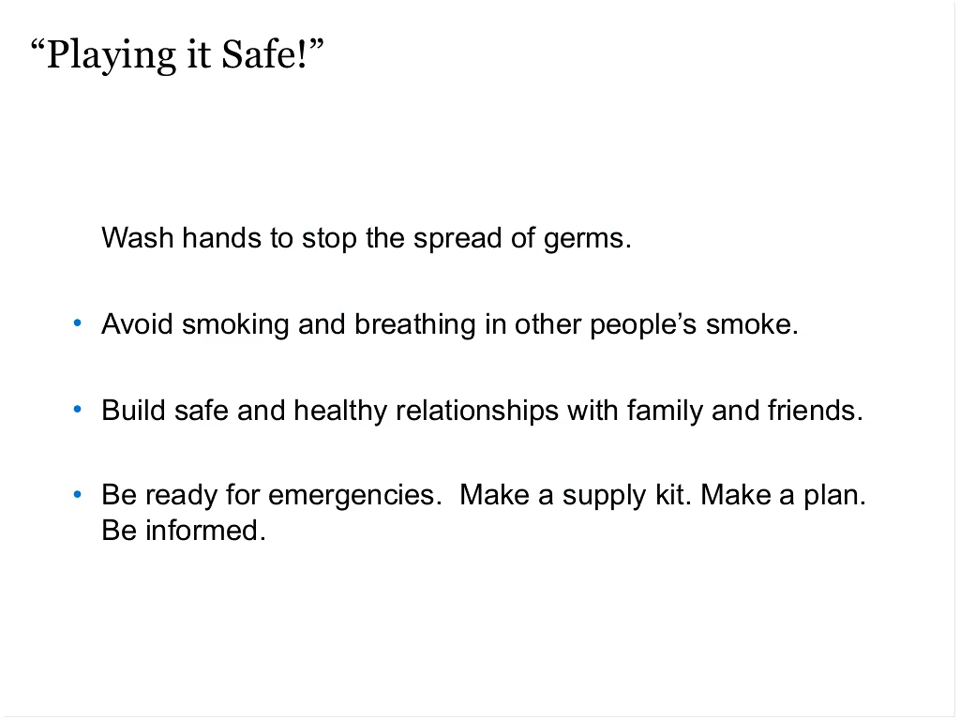 “Playing it Safe!”
Wash hands to stop the spread of germs.
• Avoid smoking and breathing in other people’s smoke.
• Build safe and healthy relationships with family and friends.
• Be ready for emergencies.  Make a supply kit. Make a plan.
Be informed.